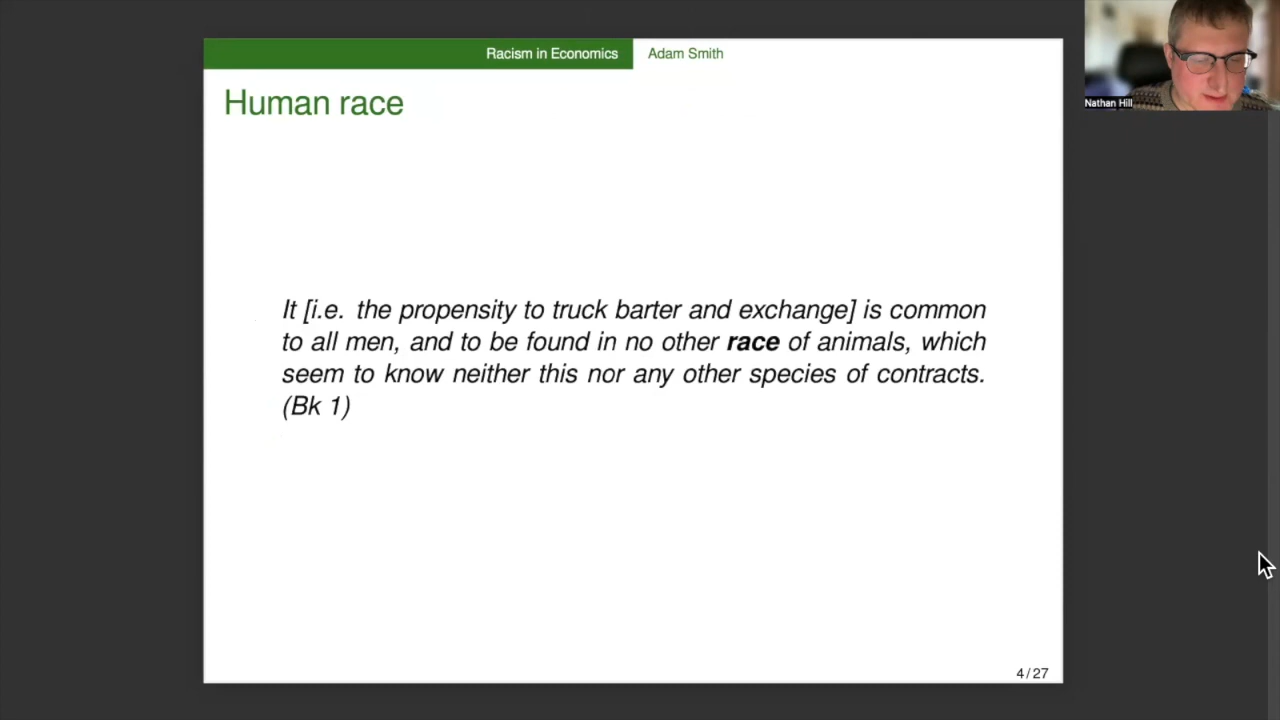 Racism in Economics
Adam Smith
Nathan Hill
Human race
It [i.e. the propensity to truck barter and exchange] is common
to all men, and to be found in no other race of animals, which
seem to know neither this nor any other species of contracts.
(Bk 1)
4 / 27